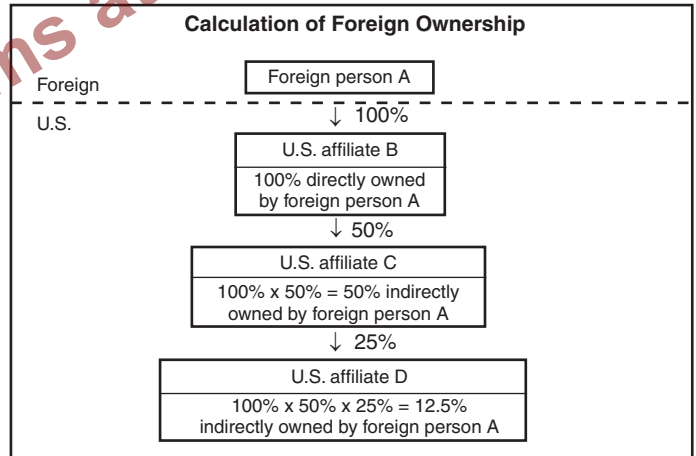 Calculation of Foreign Ownership
Foreign person A
Foreign
U.S.
↓ 100%
U.S. affiliate B
100% directly owned
by foreign person A
↓ 50%
U.S. affiliate C
100% x 50% = 50% indirectly
owned by foreign person A
↓ 25%
U.S. affiliate D
100% x 50% x 25% = 12.5%
indirectly owned by foreign person A